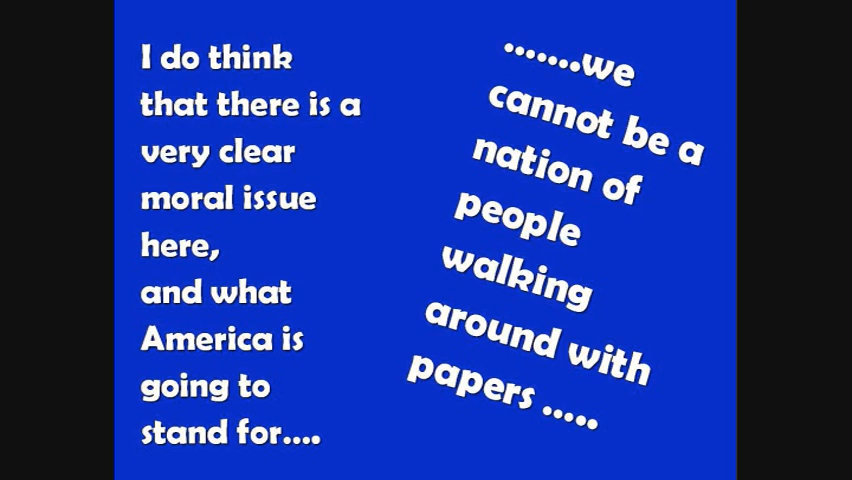 I do think
that there is a
very clear
moral issue
here,
and what
America is
going to
stand for....
.......we
cannot be a
nation of
people
walking
around with
papers .....